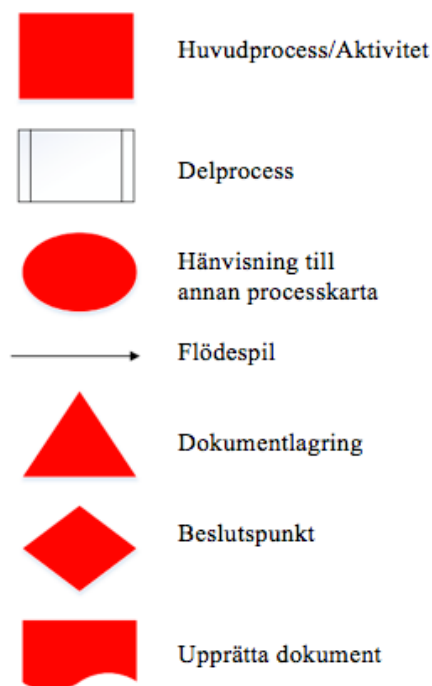 Huvudprocess/Aktivitet
Delprocess
Hänvisning till
annan processkarta
Flödespil
Dokumentlagring
Beslutspunkt
Upprätta dokument